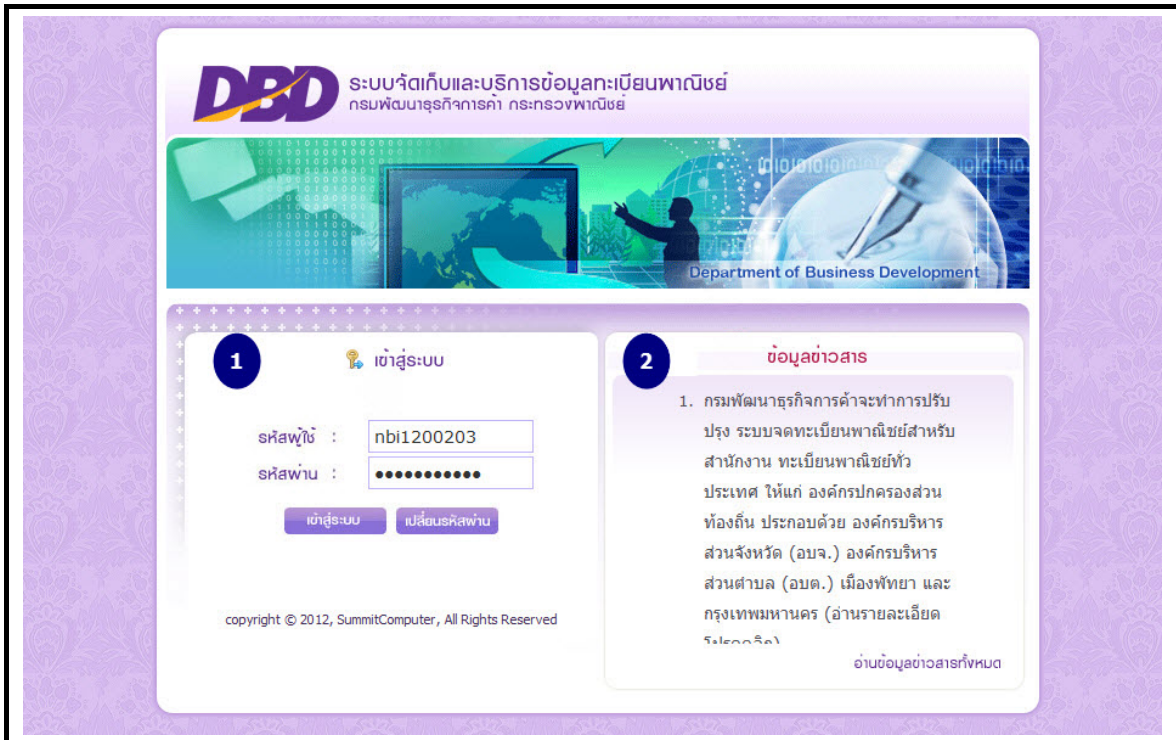 DBD
ระบบจัดเก็บและบริการข้อมูลทะเบียนพาณิชย์
กรมพัฒนาธุรกิจการค้า กระทรวงพาณิชย์
Department of Business Development
1
เข้าสู่ระบบ
รหัสผู้ใช้ :
nbi1200203
รหัสผ่าน :
•••••••••••
เข้าสู่ระบบ
เปลี่ยนรหัสผ่าน
copyright © 2012, SummitComputer, All Rights Reserved
2
ข้อมูลข่าวสาร
1. กรมพัฒนาธุรกิจการค้าจะทำการปรับ
ปรุง ระบบจดทะเบียนพาณิชย์สำหรับ
สำนักงาน ทะเบียนพาณิชย์ทั่ว
ประเทศ ให้แก่ องค์กรปกครองส่วน
ท้องถิ่น ประกอบด้วย องค์กรบริหาร
ส่วนจังหวัด (อบจ.) องค์กรบริหาร
ส่วนตำบล (อบต.) เมืองพัทยา และ
กรุงเทพมหานคร (อ่านรายละเอียด
อ่านข้อมูลข่าวสารทั้งหมด